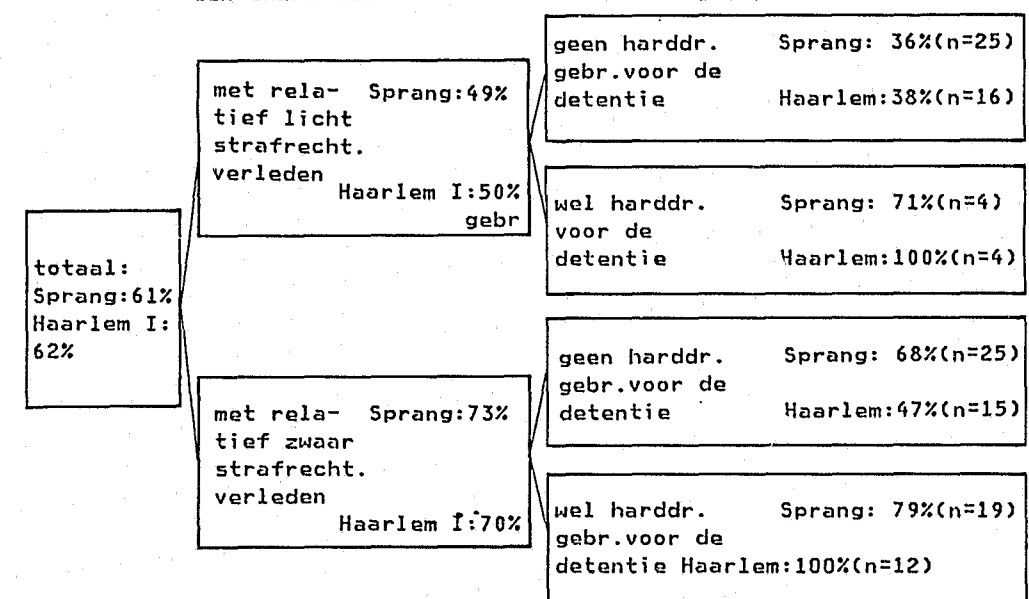 totaal:
Sprang:61%
Haarlem I:
62%
met rela- Sprang:49%
tief licht
strafrecht.
verleden
Haarlem I:50%
gebr
met rela- Sprang:73%
tief zwaar
strafrecht.
verleden
Haarlem I:70%
geen harddr. Sprang: 36%(n=25)
gebr.voor de
detentie Haarlem:38%(n=16)
wel harddr. Sprang: 71%(n=4)
voor de
detentie Haarlem:100%(n=4)
geen harddr. Sprang: 68%(n=25)
gebr.voor de
detentie Haarlem:47%(n=15)
wel harddr. Sprang: 79%(n=19)
gebr.voor de
detentie Haarlem:100%(n=12)